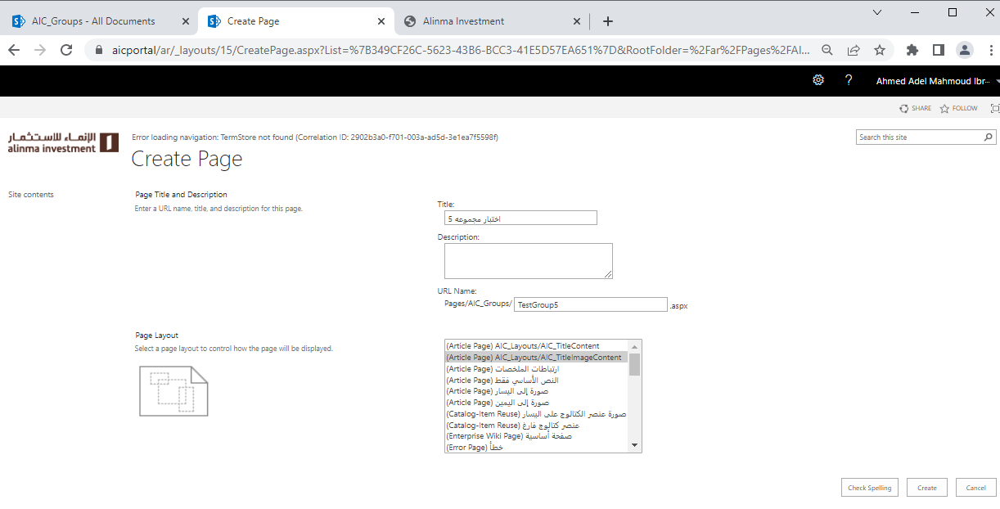 AIC_Groups - All Documents
Create Page
Alinma Investment
aicportal/ar/_layouts/15/CreatePage.aspx?List=%7B349CF26C-5623-43B6-BCC3-41E5D57EA651%7D&RootFolder=%2Far%2FPages%2FAI...
? Ahmed Adel Mahmoud Ibr...
SHARE FOLLOW
الإنماء للاستثمار
alinma investment
Error loading navigation: TermStore not found (Correlation ID: 2902b3a0-f701-003a-ad5d-3e1ea7f5598f)
Search this site
Create Page
Site contents
Page Title and Description
Enter a URL name, title, and description for this page.
Title:
اختبار مجموعه 5
Description:
URL Name:
Pages/AIC_Groups/ TestGroup5 .aspx
Page Layout
Select a page layout to control how the page will be displayed.
(Article Page) AIC_Layouts/AIC_TitleContent
(Article Page) AIC_Layouts/AIC_TitleImageContent
(Article Page) ارتباطات الملخصات
(Article Page) النص الأساسي فقط
(Article Page) صورة إلى اليسار
(Article Page) صورة إلى اليمين
(Catalog-Item Reuse) صورة عنصر الكتالوج على اليسار
(Catalog-Item Reuse) عنصر كتالوج فارغ
(Enterprise Wiki Page) صفحة أساسية
(Error Page) خطأ
Check Spelling
Create
Cancel